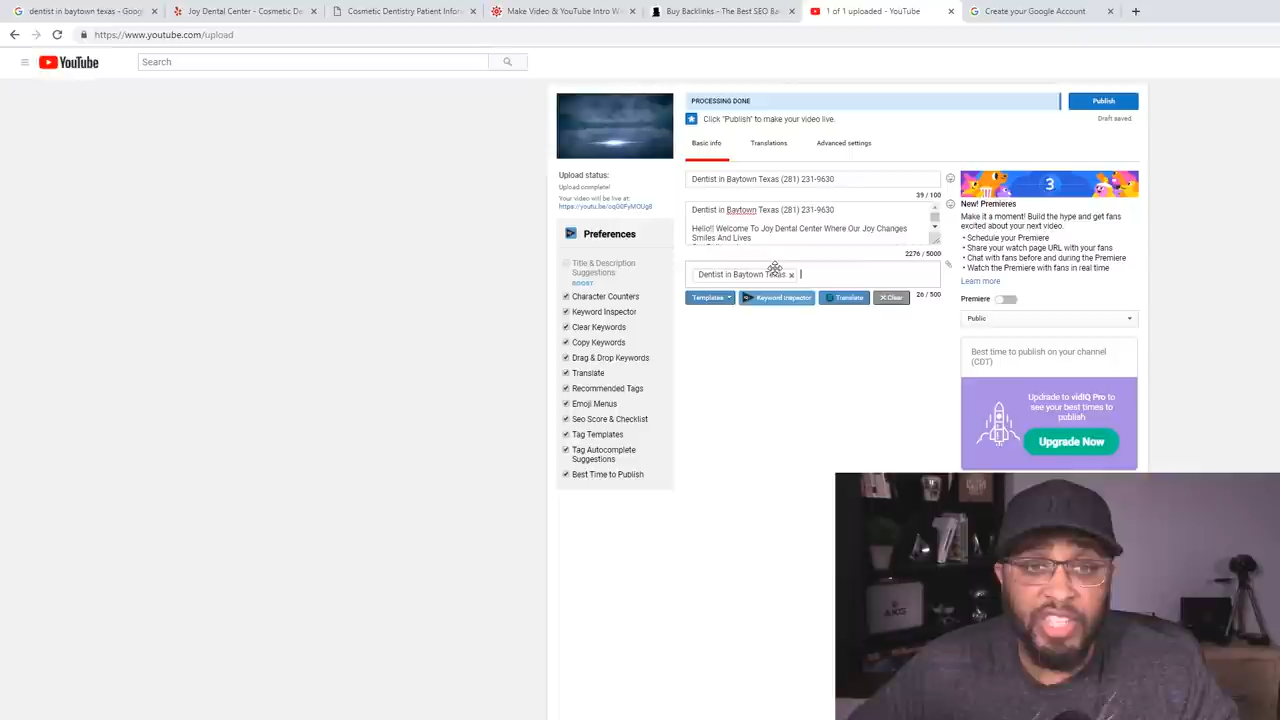 dentist in baytown texas - Goog
Joy Dental Center - Cosmetic De
Cosmetic Dentistry Patient Infor
Make Video & YouTube Intro Wi
Buy Backlinks - The Best SEO Ba
1 of 1 uploaded - YouTube
Create your Google Account
https://www.youtube.com/upload
YouTube
Search
PROCESSING DONE
Publish
Click "Publish" to make your video live.
Draft saved.
Basic info
Translations
Advanced settings
Upload status:
Upload complete!
Your video will be live at:
Dentist in Baytown Texas (281) 231-9630
39 / 100
Dentist in Baytown Texas (281) 231-9630
Hello!! Welcome To Joy Dental Center Where Our Joy Changes
Smiles And Lives
2276 / 5000
Dentist in Baytown Texas
Templates
Keyword Inspector
Translate
Clear
26 / 500
Preferences
Title & Description
Suggestions
BOOST
Character Counters
Keyword Inspector
Clear Keywords
Copy Keywords
Drag & Drop Keywords
Translate
Recommended Tags
Emoji Menus
Seo Score & Checklist
Tag Templates
Tag Autocomplete
Suggestions
Best Time to Publish
3
New! Premieres
Make it a moment! Build the hype and get fans
excited about your next video.
• Schedule your Premiere
• Share your watch page URL with your fans
• Chat with fans before and during the Premiere
• Watch the Premiere with fans in real time
Learn more
Premiere
Public
Best time to publish on your channel
(CDT)
Upgrade to vidIQ Pro to
see your best times to
publish
Upgrade Now